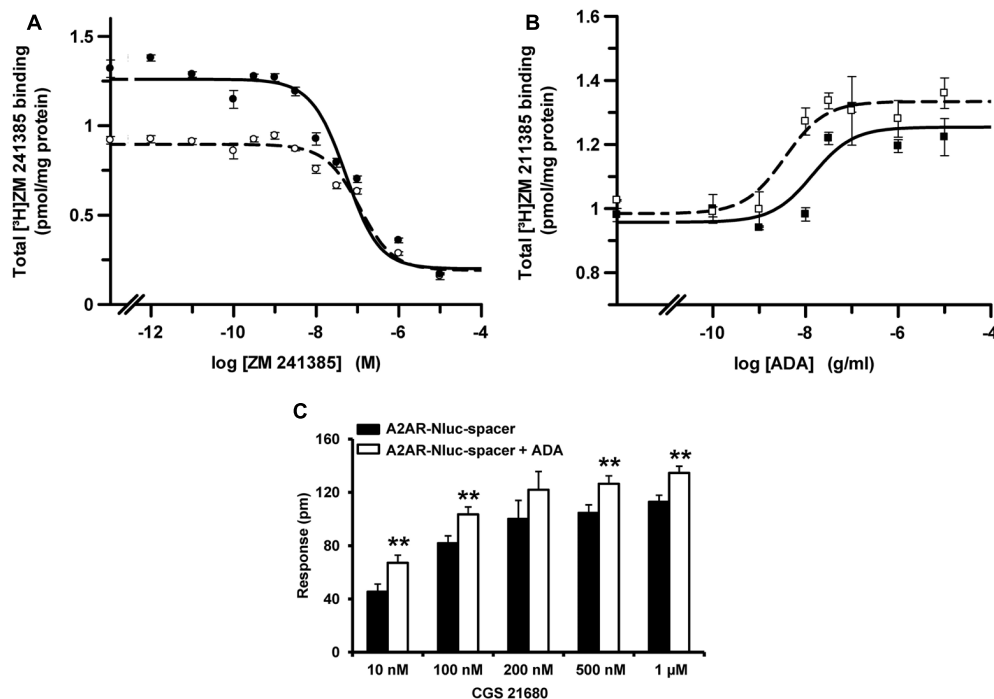 A
Total [³H]ZM 241385 binding
(pmol/mg protein)
1.5
1
0.5
0
-12
-10
-8
-6
-4
log [ZM 241385] (M)
B
Total [³H]ZM 211385 binding
(pmol/mg protein)
1.6
1.4
1.2
1
0.8
-10
-8
-6
-4
log [ADA] (g/ml)
C
A2AR-Nluc-spacer
A2AR-Nluc-spacer + ADA
Response (pm)
160
120
80
40
0
**
**
**
**
10 nM
100 nM
200 nM
500 nM
1 µM
CGS 21680